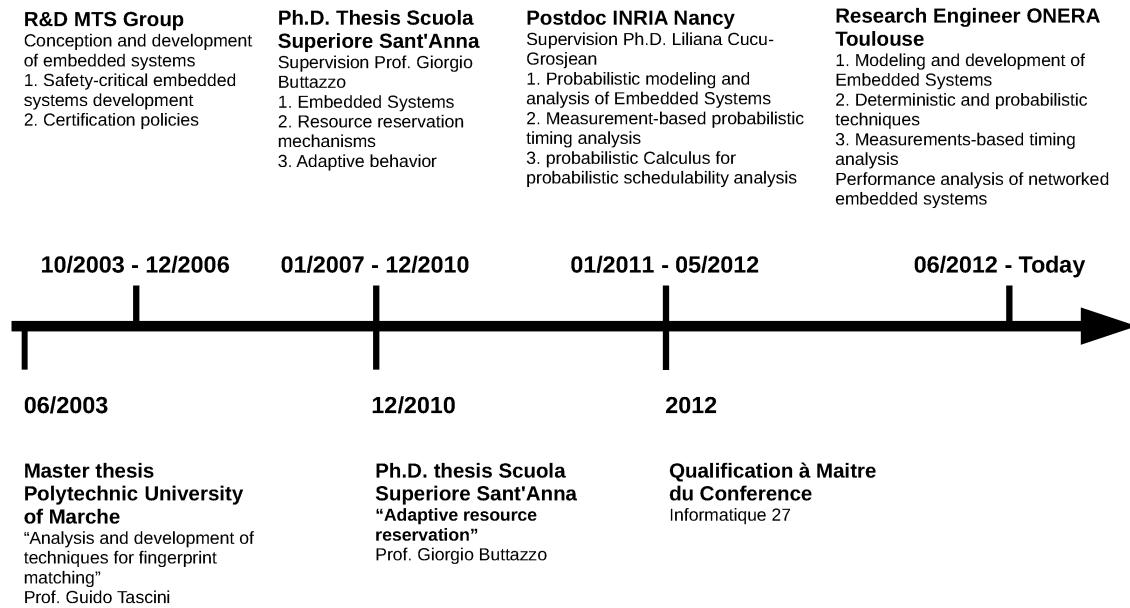 R&D MTS Group
Conception and development
of embedded systems
1. Safety-critical embedded
systems development
2. Certification policies
Ph.D. Thesis Scuola
Superiore Sant'Anna
Supervision Prof. Giorgio
Buttazzo
1. Embedded Systems
2. Resource reservation
mechanisms
3. Adaptive behavior
Postdoc INRIA Nancy
Supervision Ph.D. Liliana Cucu-
Grosjean
1. Probabilistic modeling and
analysis of Embedded Systems
2. Measurement-based probabilistic
timing analysis
3. probabilistic Calculus for
probabilistic schedulability analysis
Research Engineer ONERA
Toulouse
1. Modeling and development of
Embedded Systems
2. Deterministic and probabilistic
techniques
3. Measurements-based timing
analysis
Performance analysis of networked
embedded systems
10/2003 - 12/2006
01/2007 - 12/2010
01/2011 - 05/2012
06/2012 - Today
06/2003
12/2010
2012
Master thesis
Polytechnic University
of Marche
“Analysis and development of
techniques for fingerprint
matching”
Prof. Guido Tascini
Ph.D. thesis Scuola
Superiore Sant'Anna
“Adaptive resource
reservation”
Prof. Giorgio Buttazzo
Qualification à Maitre
du Conference
Informatique 27